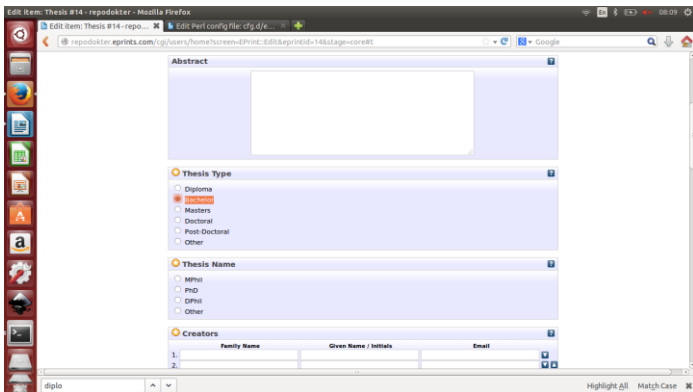 Edit item: Thesis #14 - repodokter - Mozilla Firefox
En
08:09
Edit item: Thesis #14 - repo...
Edit Perl config file: cfg.d/e...
repodokter.eprints.com/cgi/users/home?screen=EPrint::Edit&eprintid=14&stage=core#t
Google
Abstract
Thesis Type
Diploma
Bachelor
Masters
Doctoral
Post-Doctoral
Other
Thesis Name
MPhil
PhD
DPhil
Other
Creators
Family Name Given Name / Initials Email
1.
2.
diplo
Highlight All Match Case